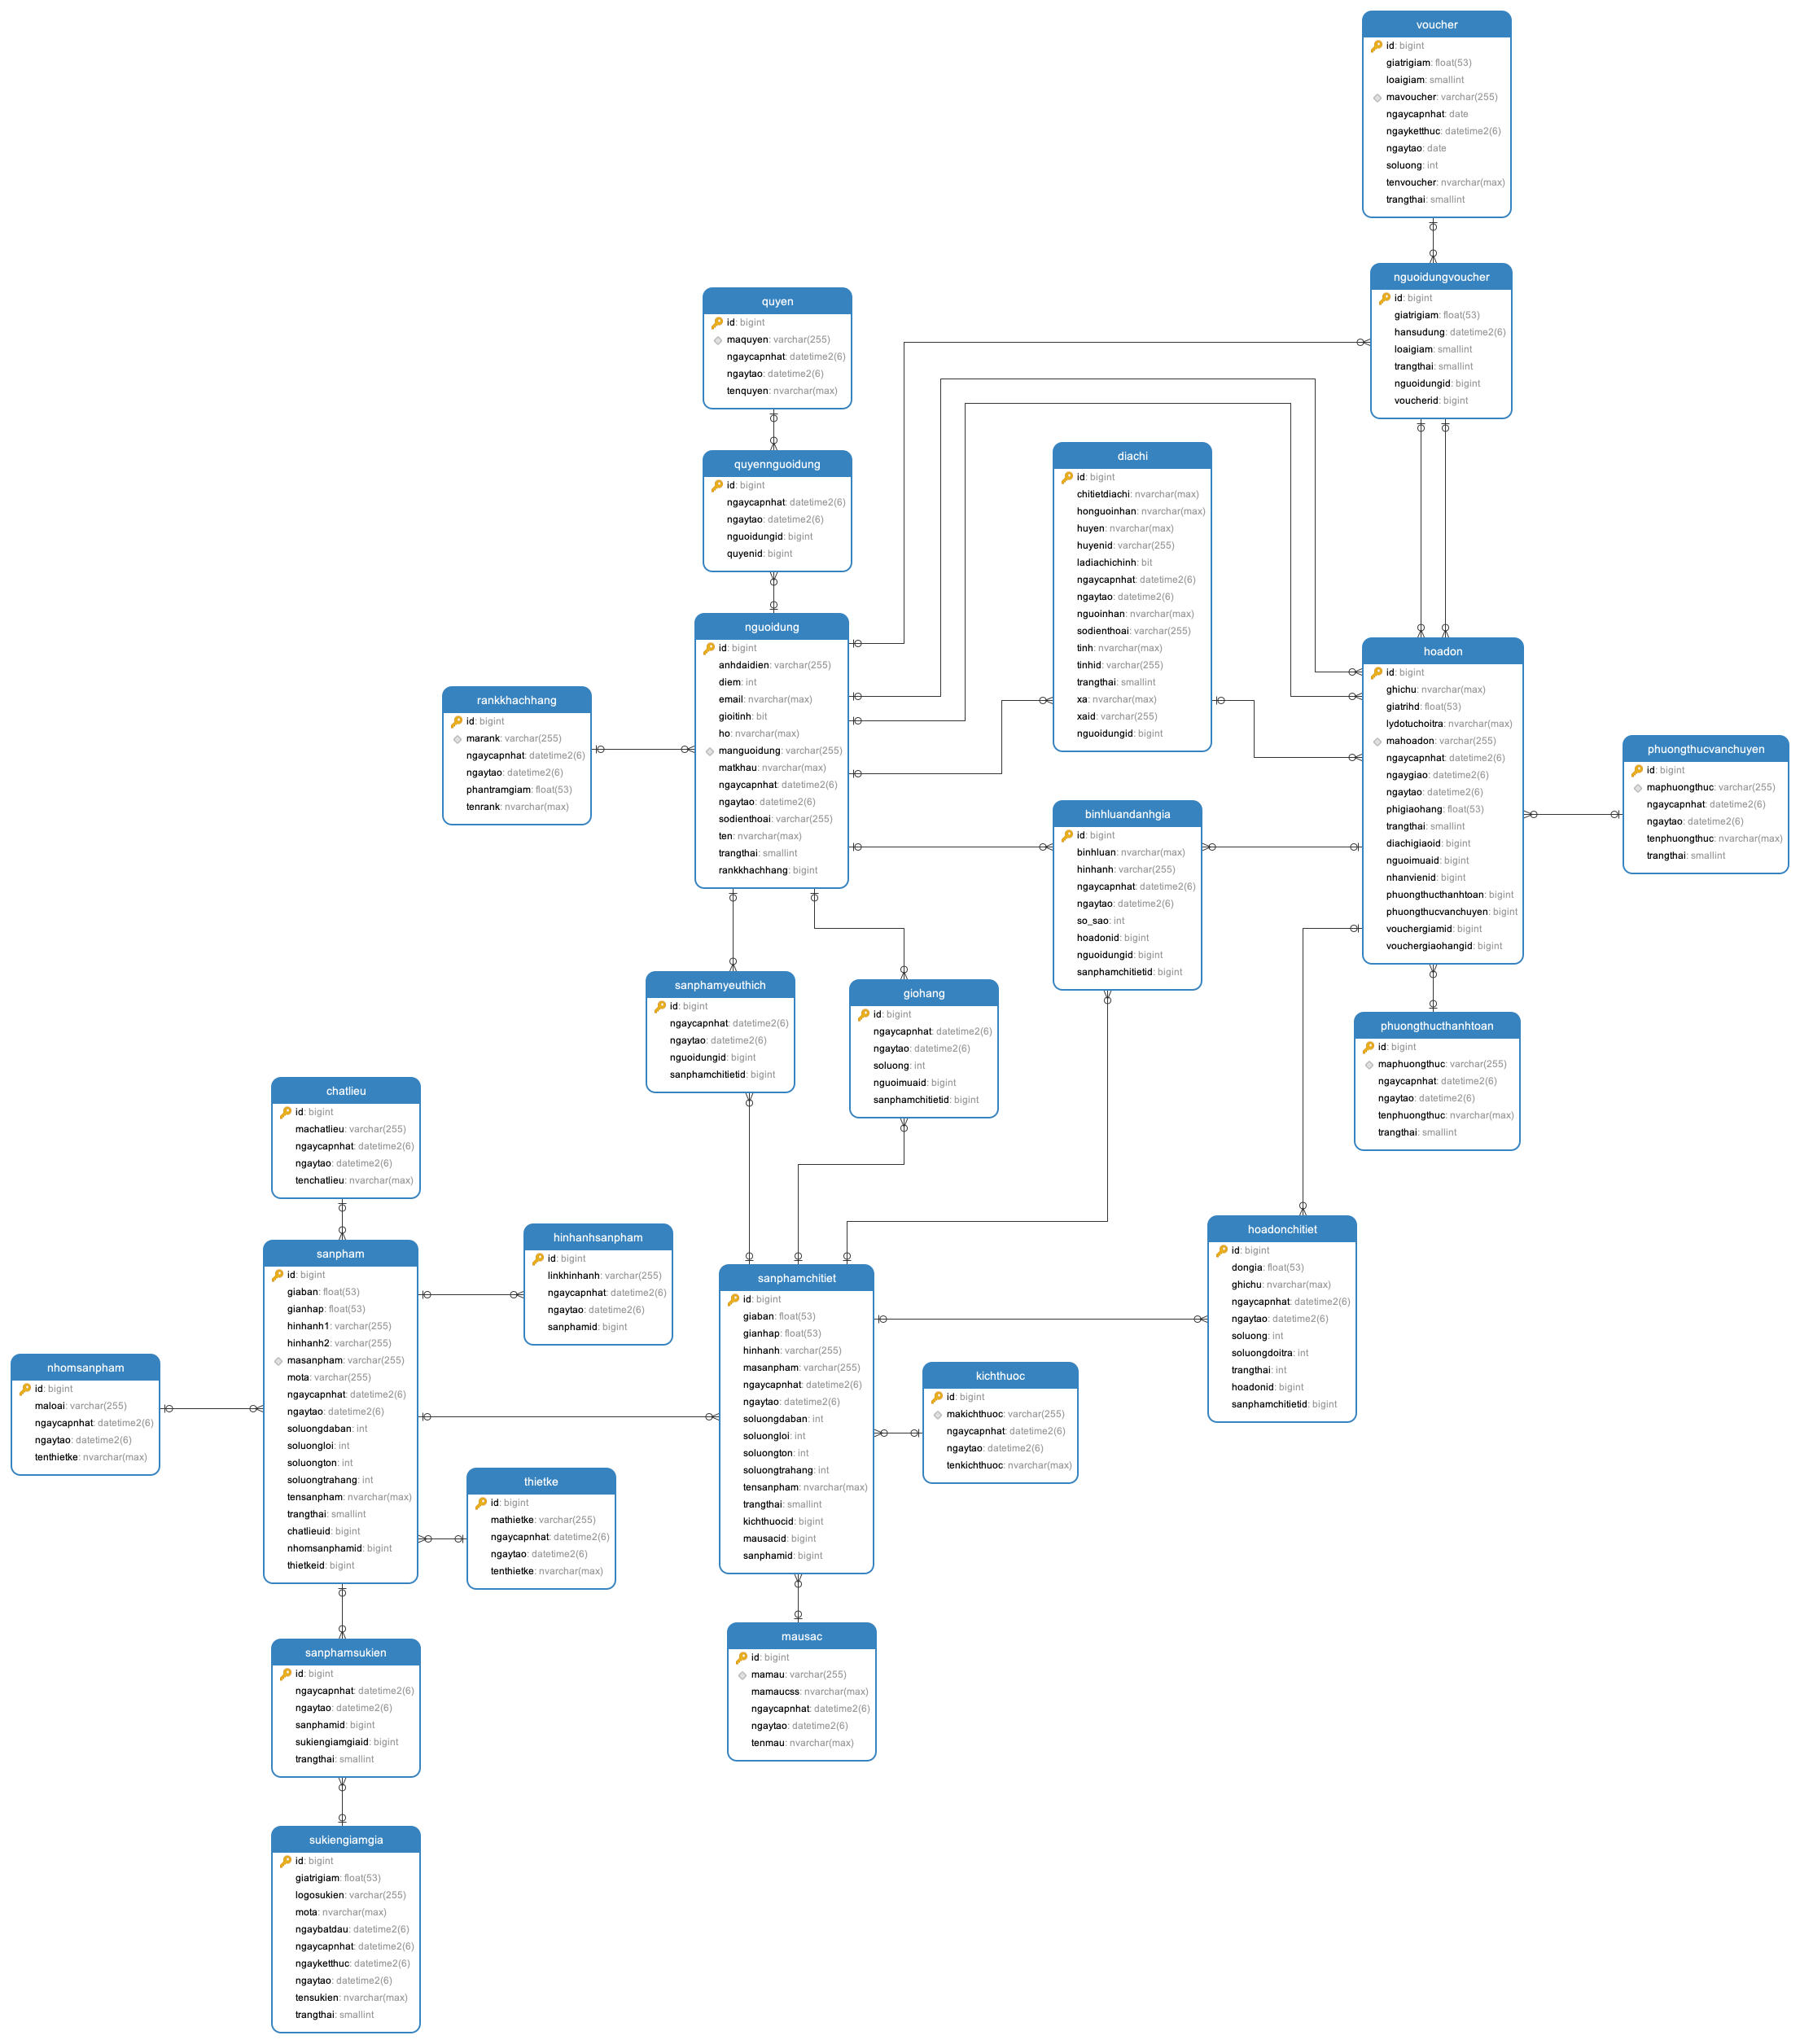 voucher
id: bigint
giatrigiam: float(53)
loaigiam: smallint
mavoucher: varchar(255)
ngaycapnhat: date
ngayketthuc: datetime2(6)
ngaytao: date
soluong: int
tenvoucher: nvarchar(max)
trangthai: smallint
nguoidungvoucher
id: bigint
giatrigiam: float(53)
hansudung: datetime2(6)
loaigiam: smallint
trangthai: smallint
nguoidungid: bigint
voucherid: bigint
quyen
id: bigint
maquyen: varchar(255)
ngaycapnhat: datetime2(6)
ngaytao: datetime2(6)
tenquyen: nvarchar(max)
quyennguoidung
id: bigint
ngaycapnhat: datetime2(6)
ngaytao: datetime2(6)
nguoidungid: bigint
quyenid: bigint
diachi
id: bigint
chitietdiachi: nvarchar(max)
honguoinhan: nvarchar(max)
huyen: nvarchar(max)
huyenid: varchar(255)
ladiachichinh: bit
ngaycapnhat: datetime2(6)
ngaytao: datetime2(6)
nguoinhan: nvarchar(max)
sodienthoai: varchar(255)
tinh: nvarchar(max)
tinhid: varchar(255)
trangthai: smallint
xa: nvarchar(max)
xaid: varchar(255)
nguoidungid: bigint
nguoidung
id: bigint
anhdaidien: varchar(255)
diem: int
email: nvarchar(max)
gioitinh: bit
ho: nvarchar(max)
manguoidung: varchar(255)
matkhau: nvarchar(max)
ngaycapnhat: datetime2(6)
ngaytao: datetime2(6)
sodienthoai: varchar(255)
ten: nvarchar(max)
trangthai: smallint
rankkhachhang: bigint
hoadon
id: bigint
ghichu: nvarchar(max)
giatrihd: float(53)
lydotuchoitra: nvarchar(max)
mahoadon: varchar(255)
ngaycapnhat: datetime2(6)
ngaygiao: datetime2(6)
ngaytao: datetime2(6)
phigiaohang: float(53)
trangthai: smallint
diachigiaoid: bigint
nguoimuaid: bigint
nhanvienid: bigint
phuongthucthanhtoan: bigint
phuongthucvanchuyen: bigint
vouchergiamid: bigint
vouchergiaohangid: bigint
rankkhachhang
id: bigint
marank: varchar(255)
ngaycapnhat: datetime2(6)
ngaytao: datetime2(6)
phantramgiam: float(53)
tenrank: nvarchar(max)
phuongthucvanchuyen
id: bigint
maphuongthuc: varchar(255)
ngaycapnhat: datetime2(6)
ngaytao: datetime2(6)
tenphuongthuc: nvarchar(max)
trangthai: smallint
binhluandanhgia
id: bigint
binhluan: nvarchar(max)
hinhanh: varchar(255)
ngaycapnhat: datetime2(6)
ngaytao: datetime2(6)
so_sao: int
hoadonid: bigint
nguoidungid: bigint
sanphamchitietid: bigint
sanphamyeuthich
id: bigint
ngaycapnhat: datetime2(6)
ngaytao: datetime2(6)
nguoidungid: bigint
sanphamchitietid: bigint
giohang
id: bigint
ngaycapnhat: datetime2(6)
ngaytao: datetime2(6)
soluong: int
nguoimuaid: bigint
sanphamchitietid: bigint
phuongthucthanhtoan
id: bigint
maphuongthuc: varchar(255)
ngaycapnhat: datetime2(6)
ngaytao: datetime2(6)
tenphuongthuc: nvarchar(max)
trangthai: smallint
chatlieu
id: bigint
machatlieu: varchar(255)
ngaycapnhat: datetime2(6)
ngaytao: datetime2(6)
tenchatlieu: nvarchar(max)
hinhanhsanpham
id: bigint
linkhinhanh: varchar(255)
ngaycapnhat: datetime2(6)
ngaytao: datetime2(6)
sanphamid: bigint
hoadonchitiet
id: bigint
dongia: float(53)
ghichu: nvarchar(max)
ngaycapnhat: datetime2(6)
ngaytao: datetime2(6)
soluong: int
soluongdoitra: int
trangthai: int
hoadonid: bigint
sanphamchitietid: bigint
sanpham
id: bigint
giaban: float(53)
gianhap: float(53)
hinhanh1: varchar(255)
hinhanh2: varchar(255)
masanpham: varchar(255)
mota: varchar(255)
ngaycapnhat: datetime2(6)
ngaytao: datetime2(6)
soluongdaban: int
soluongloi: int
soluongton: int
soluongtrahang: int
tensanpham: nvarchar(max)
trangthai: smallint
chatlieuid: bigint
nhomsanphamid: bigint
thietkeid: bigint
sanphamchitiet
id: bigint
giaban: float(53)
gianhap: float(53)
hinhanh: varchar(255)
masanpham: varchar(255)
ngaycapnhat: datetime2(6)
ngaytao: datetime2(6)
soluongdaban: int
soluongloi: int
soluongton: int
soluongtrahang: int
tensanpham: nvarchar(max)
trangthai: smallint
kichthuocid: bigint
mausacid: bigint
sanphamid: bigint
nhomsanpham
id: bigint
maloai: varchar(255)
ngaycapnhat: datetime2(6)
ngaytao: datetime2(6)
tenthietke: nvarchar(max)
kichthuoc
id: bigint
makichthuoc: varchar(255)
ngaycapnhat: datetime2(6)
ngaytao: datetime2(6)
tenkichthuoc: nvarchar(max)
thietke
id: bigint
mathietke: varchar(255)
ngaycapnhat: datetime2(6)
ngaytao: datetime2(6)
tenthietke: nvarchar(max)
mausac
id: bigint
mamau: varchar(255)
mamaucss: nvarchar(max)
ngaycapnhat: datetime2(6)
ngaytao: datetime2(6)
tenmau: nvarchar(max)
sanphamsukien
id: bigint
ngaycapnhat: datetime2(6)
ngaytao: datetime2(6)
sanphamid: bigint
sukiengiamgiaid: bigint
trangthai: smallint
sukiengiamgia
id: bigint
giatrigiam: float(53)
logosukien: varchar(255)
mota: nvarchar(max)
ngaybatdau: datetime2(6)
ngaycapnhat: datetime2(6)
ngayketthuc: datetime2(6)
ngaytao: datetime2(6)
tensukien: nvarchar(max)
trangthai: smallint